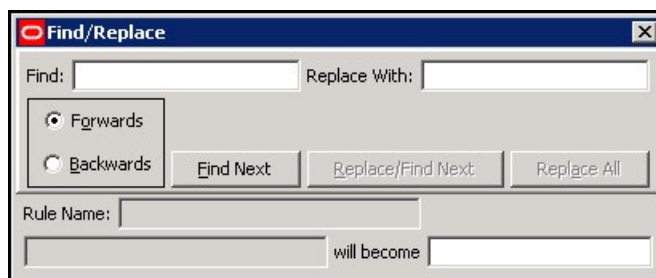 Find/Replace
Find: Replace With:
Forwards
Backwards Find Next Replace/Find Next Replace All
Rule Name:
will become